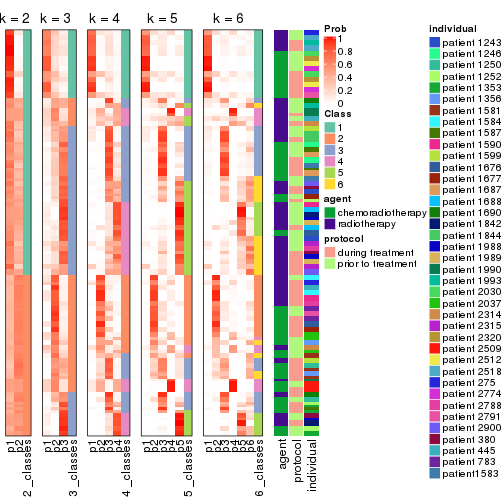 k = 2
k = 3
k = 4
k = 5
k = 6
p1
p2
2_classes
p1
p2
p3
3_classes
p1
p2
p3
p4
4_classes
p1
p2
p3
p4
p5
5_classes
p1
p2
p3
p4
p5
p6
6_classes
agent
protocol
individual
Prob
1
0.8
0.6
0.4
0.2
0
Class
1
2
3
4
5
6
agent
chemoradiotherapy
radiotherapy
protocol
during treatment
prior to treatment
individual
patient 1243
patient 1246
patient 1250
patient 1252
patient 1353
patient 1356
patient 1581
patient 1584
patient 1587
patient 1590
patient 1599
patient 1676
patient 1677
patient 1687
patient 1688
patient 1690
patient 1842
patient 1844
patient 1988
patient 1989
patient 1990
patient 1993
patient 2030
patient 2037
patient 2314
patient 2315
patient 2320
patient 2509
patient 2512
patient 2518
patient 275
patient 2774
patient 2788
patient 2791
patient 2900
patient 380
patient 445
patient 783
patient1583